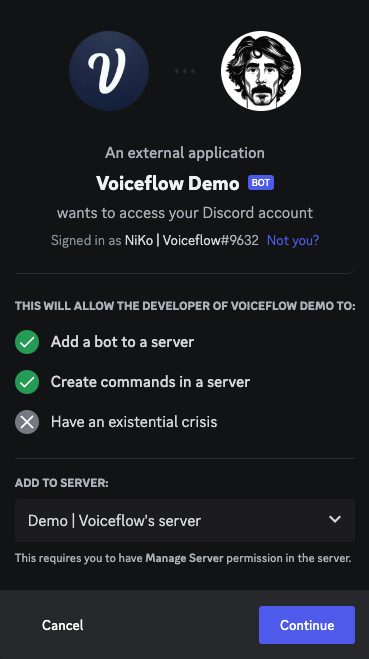 V
An external application
Voiceflow Demo BOT
wants to access your Discord account
Signed in as NiKo | Voiceflow#9632 Not you?
THIS WILL ALLOW THE DEVELOPER OF VOICEFLOW DEMO TO:
Add a bot to a server
Create commands in a server
Have an existential crisis
ADD TO SERVER:
Demo | Voiceflow's server
This requires you to have Manage Server permission in the server.
Cancel Continue